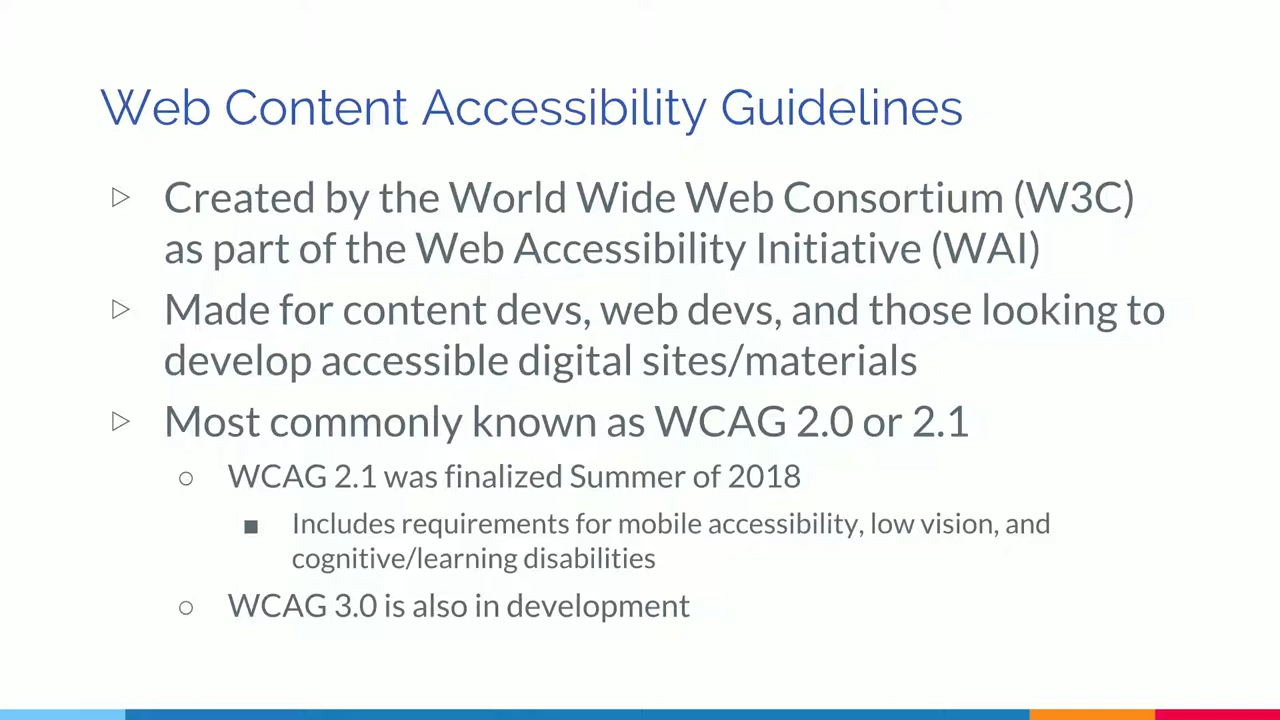 Web Content Accessibility Guidelines
Created by the World Wide Web Consortium (W3C)
as part of the Web Accessibility Initiative (WAI)
Made for content devs, web devs, and those looking to
develop accessible digital sites/materials
Most commonly known as WCAG 2.0 or 2.1
WCAG 2.1 was finalized Summer of 2018
Includes requirements for mobile accessibility, low vision, and
cognitive/learning disabilities
WCAG 3.0 is also in development